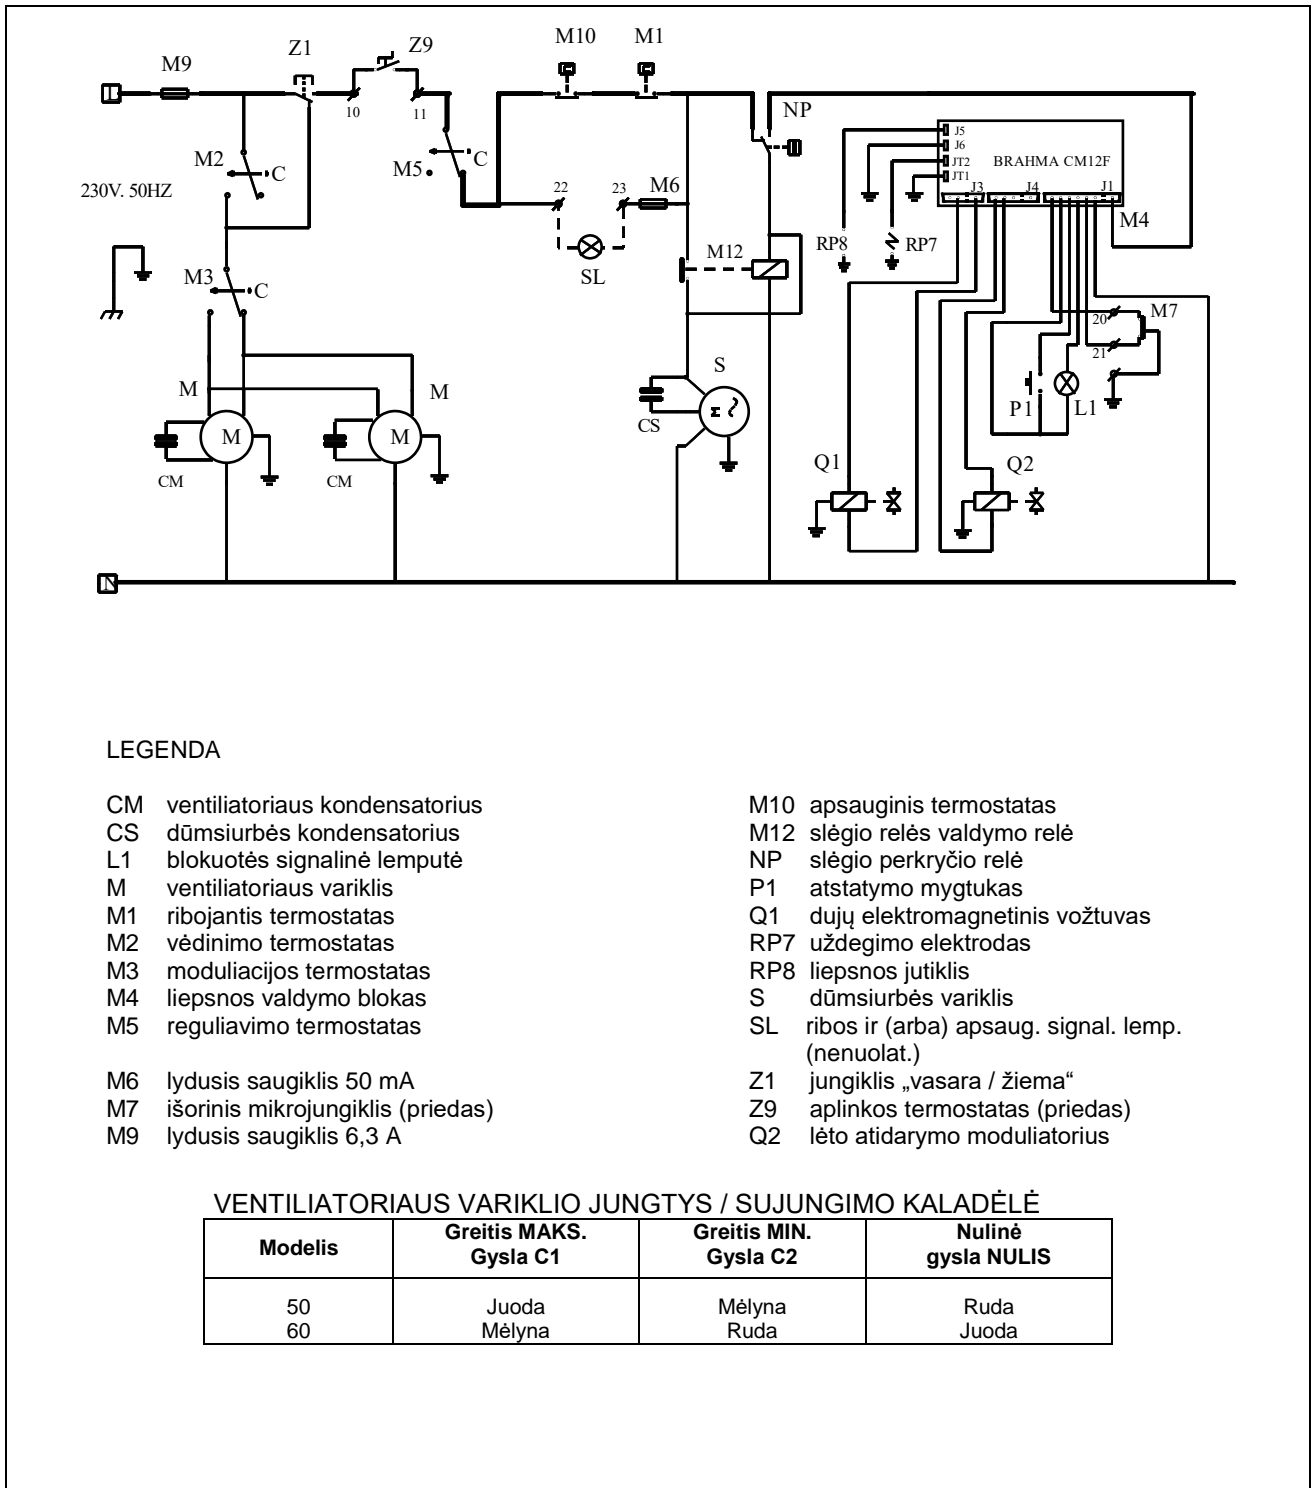 M10 M1
Z1 Z9
M9
10 11
NP
M2 C
M5 C
230V. 50HZ
22 23 M6
SL
M12
J5
J6
JT2
JT1
BRAHMA CM12F
J3 J4 J1
M4
RP8 RP7
M3 C
20 M7
21
P1 L1
M M
M M
CM CM
S
CS
Q1 Q2
N
LEGENDA
CM ventiliatoriaus kondensatorius
CS dūmsiurbės kondensatorius
L1 blokuotės signalinė lemputė
M ventiliatoriaus variklis
M1 ribojantis termostatas
M2 vėdinimo termostatas
M3 moduliacijos termostatas
M4 liepsnos valdymo blokas
M5 reguliavimo termostatas
M6 lydusis saugiklis 50 mA
M7 išorinis mikrojungiklis (priedas)
M9 lydusis saugiklis 6,3 A
M10 apsauginis termostatas
M12 slėgio relės valdymo relė
NP slėgio perkryčio relė
P1 atstatymo mygtukas
Q1 dujų elektromagnetinis vožtuvas
RP7 uždegimo elektrodas
RP8 liepsnos jutiklis
S dūmsiurbės variklis
SL ribos ir (arba) apsaug. signal. lemp.
(nenuolat.)
Z1 jungiklis „vasara / žiema“
Z9 aplinkos termostatas (priedas)
Q2 lėto atidarymo moduliatorius
VENTILIATORIAUS VARIKLIO JUNGTYS / SUJUNGIMO KALADĖLĖ
Modelis Greitis MAKS. Greitis MIN. Nulinė
Gysla C1 Gysla C2 gysla NULIS
50 Juoda Mėlyna Ruda
60 Mėlyna Ruda Juoda